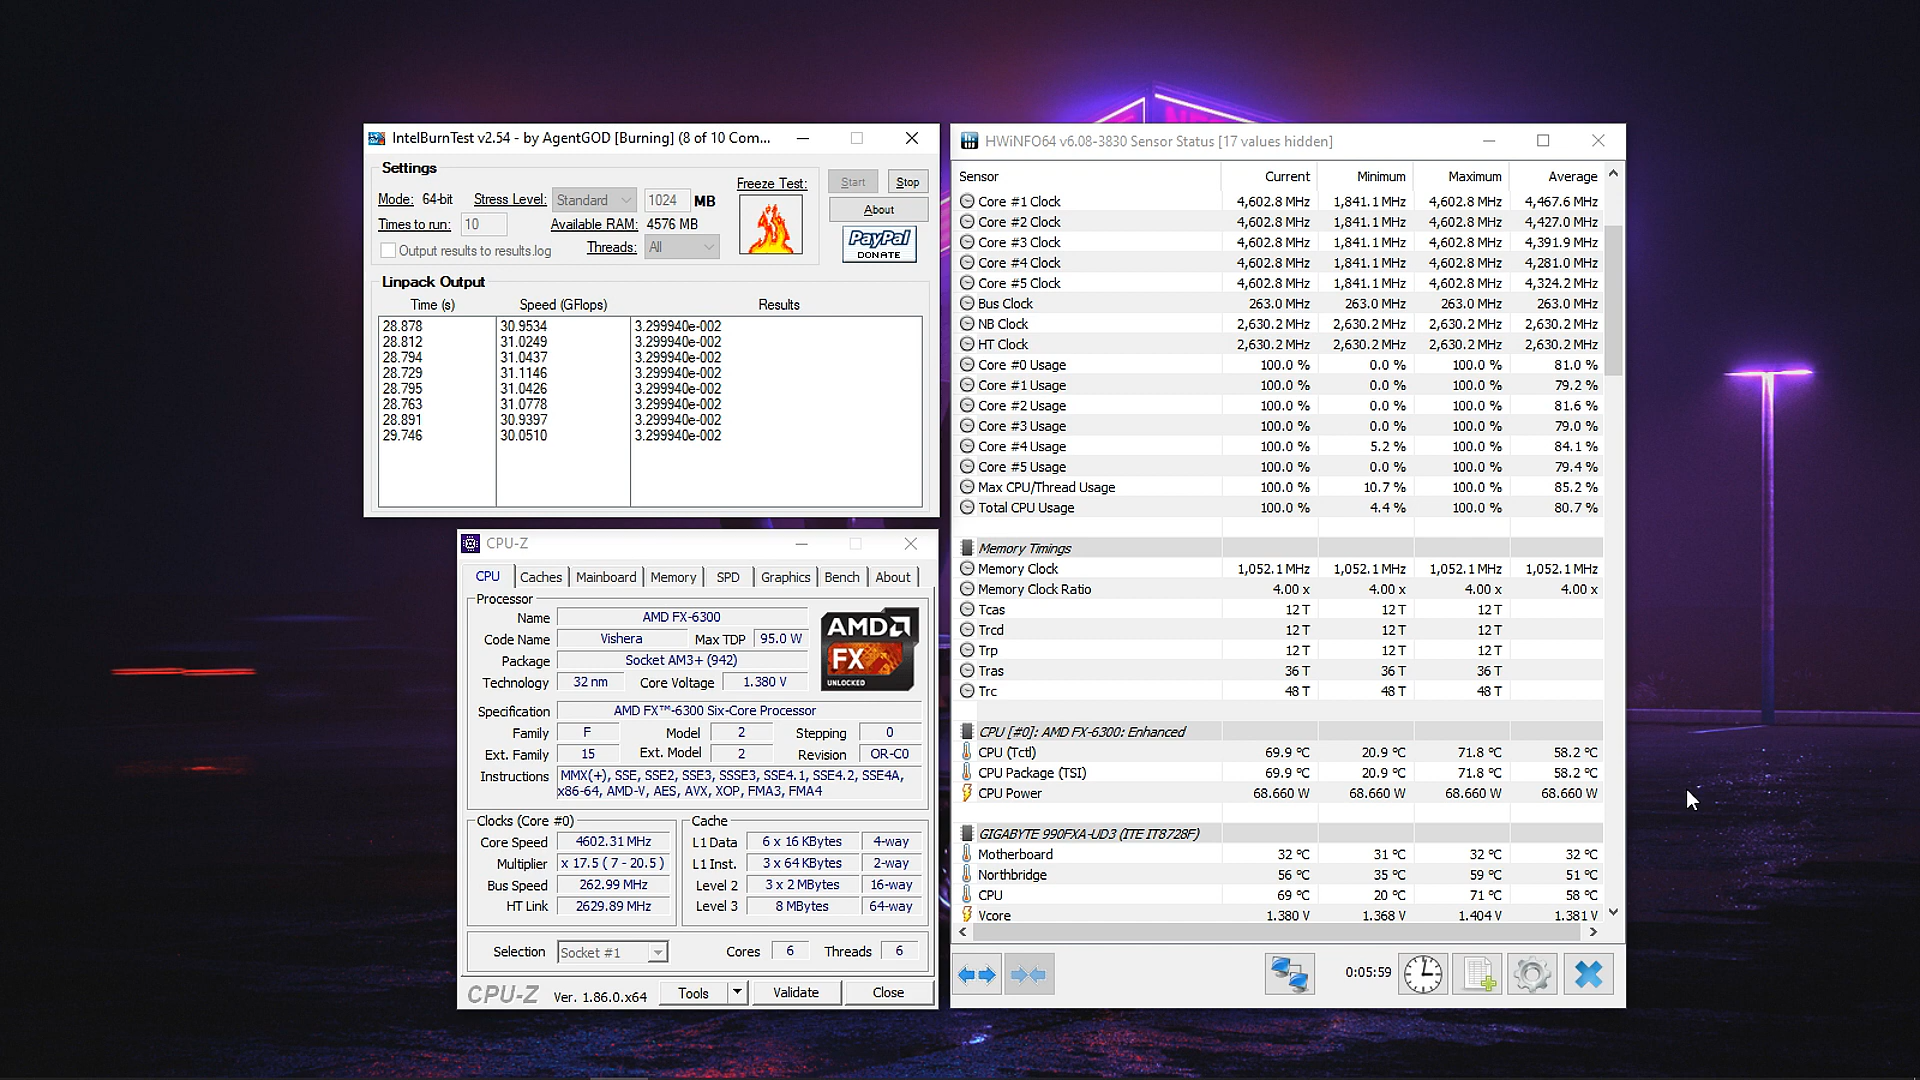 IntelBurnTest v2.54 - by AgentGOD [Burning] (8 of 10 Com...
Settings
Mode: 64-bit Stress Level: Standard 1024 MB
Times to run: 10 Available RAM: 4576 MB
Output results to results.log Threads: All
Freeze Test:
Start Stop
About
PayPal
DONATE
Linpack Output
Time (s) Speed (GFlops) Results
28.878 30.9534 3.299940e-002
28.812 31.0249 3.299940e-002
28.794 31.0437 3.299940e-002
28.729 31.1146 3.299940e-002
28.795 31.0426 3.299940e-002
28.763 31.0778 3.299940e-002
28.891 30.9397 3.299940e-002
29.746 30.0510 3.299940e-002
CPU-Z
CPU Caches Mainboard Memory SPD Graphics Bench About
Processor
Name AMD FX-6300
Code Name Vishera Max TDP 95.0 W
Package Socket AM3+ (942)
Technology 32 nm Core Voltage 1.380 V
AMD
FX
UNLOCKED
Specification AMD FX™-6300 Six-Core Processor
Family F Model 2 Stepping 0
Ext. Family 15 Ext. Model 2 Revision OR-C0
Instructions MMX(+), SSE, SSE2, SSE3, SSSE3, SSE4.1, SSE4.2, SSE4A,
x86-64, AMD-V, AES, AVX, XOP, FMA3, FMA4
Clocks (Core #0)
Core Speed 4602.31 MHz
Multiplier x 17.5 ( 7 - 20.5 )
Bus Speed 262.99 MHz
HT Link 2629.89 MHz
Cache
L1 Data 6 x 16 KBytes 4-way
L1 Inst. 3 x 64 KBytes 2-way
Level 2 3 x 2 MBytes 16-way
Level 3 8 MBytes 64-way
Selection Socket #1 Cores 6 Threads 6
CPU-Z Ver. 1.86.0.x64 Tools Validate Close
HWiNFO64 v6.08-3830 Sensor Status [17 values hidden]
Sensor Current Minimum Maximum Average
Core #1 Clock 4,602.8 MHz 1,841.1 MHz 4,602.8 MHz 4,467.6 MHz
Core #2 Clock 4,602.8 MHz 1,841.1 MHz 4,602.8 MHz 4,427.0 MHz
Core #3 Clock 4,602.8 MHz 1,841.1 MHz 4,602.8 MHz 4,391.9 MHz
Core #4 Clock 4,602.8 MHz 1,841.1 MHz 4,602.8 MHz 4,281.0 MHz
Core #5 Clock 4,602.8 MHz 1,841.1 MHz 4,602.8 MHz 4,324.2 MHz
Bus Clock 263.0 MHz 263.0 MHz 263.0 MHz 263.0 MHz
NB Clock 2,630.2 MHz 2,630.2 MHz 2,630.2 MHz 2,630.2 MHz
HT Clock 2,630.2 MHz 2,630.2 MHz 2,630.2 MHz 2,630.2 MHz
Core #0 Usage 100.0 % 0.0 % 100.0 % 81.0 %
Core #1 Usage 100.0 % 0.0 % 100.0 % 79.2 %
Core #2 Usage 100.0 % 0.0 % 100.0 % 81.6 %
Core #3 Usage 100.0 % 0.0 % 100.0 % 79.0 %
Core #4 Usage 100.0 % 5.2 % 100.0 % 84.1 %
Core #5 Usage 100.0 % 0.0 % 100.0 % 79.4 %
Max CPU/Thread Usage 100.0 % 10.7 % 100.0 % 85.2 %
Total CPU Usage 100.0 % 4.4 % 100.0 % 80.7 %
Memory Timings
Memory Clock 1,052.1 MHz 1,052.1 MHz 1,052.1 MHz 1,052.1 MHz
Memory Clock Ratio 4.00 x 4.00 x 4.00 x 4.00 x
Tcas 12 T 12 T 12 T
Trcd 12 T 12 T 12 T
Trp 12 T 12 T 12 T
Tras 36 T 36 T 36 T
Trc 48 T 48 T 48 T
CPU [#0]: AMD FX-6300: Enhanced
CPU (Tctl) 69.9 °C 20.9 °C 71.8 °C 58.2 °C
CPU Package (TSI) 69.9 °C 20.9 °C 71.8 °C 58.2 °C
CPU Power 68.660 W 68.660 W 68.660 W 68.660 W
GIGABYTE 990FXA-UD3 (ITE IT8728F)
Motherboard 32 °C 31 °C 32 °C 32 °C
Northbridge 56 °C 35 °C 59 °C 51 °C
CPU 69 °C 20 °C 71 °C 58 °C
Vcore 1.380 V 1.368 V 1.404 V 1.381 V
0:05:59